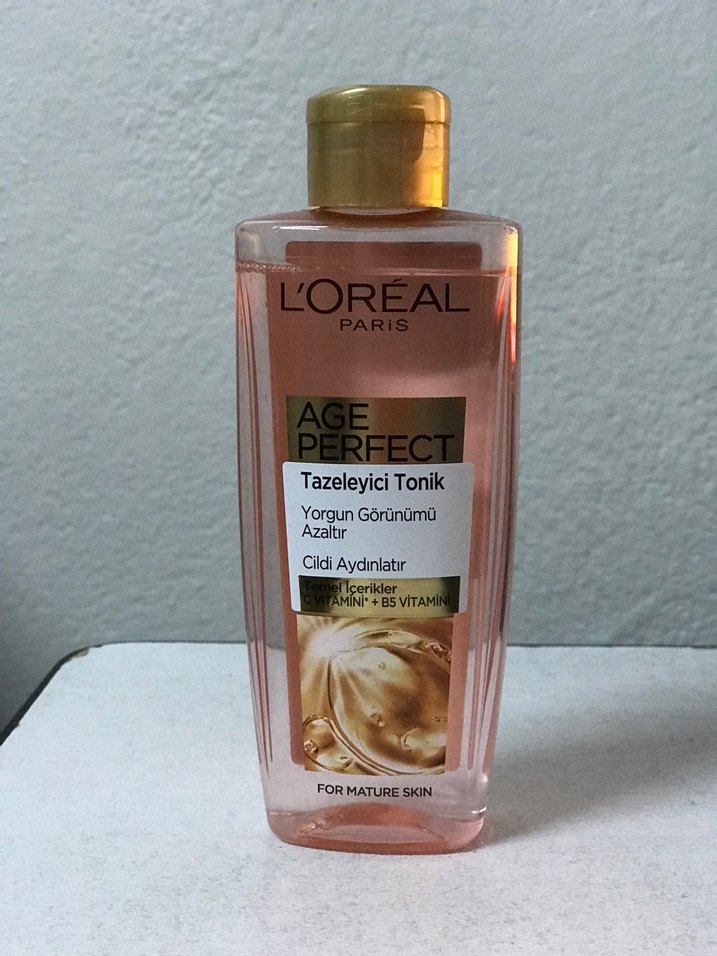 L'ORÉAL
PARiS
AGE
PERFECT
Tazeleyici Tonik
Yorgun Görünümü
Azaltır
Cildi Aydınlatır
Temel İçerikler
C VİTAMİNİ* + B5 VİTAMİNİ
FOR MATURE SKIN